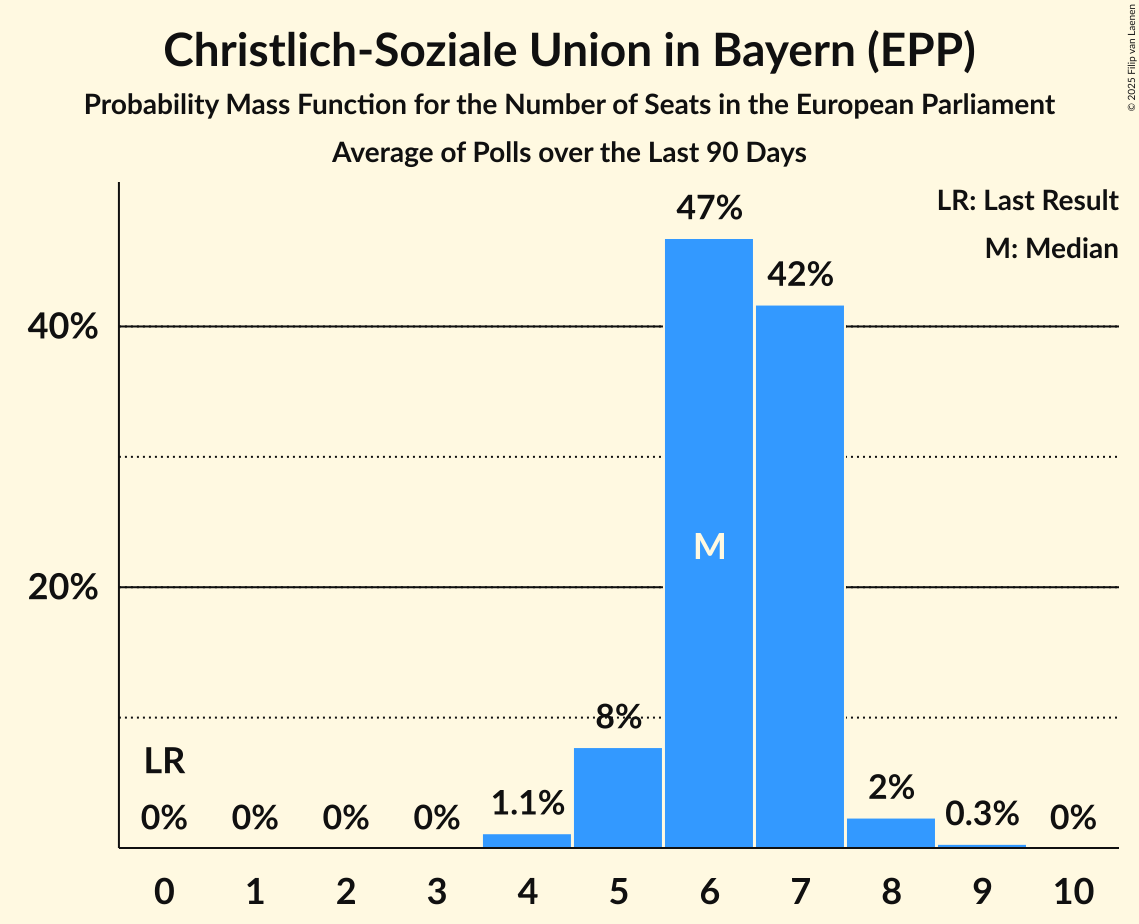 Christlich-Soziale Union in Bayern (EPP)
Probability Mass Function for the Number of Seats in the European Parliament
Average of Polls over the Last 90 Days
© 2025 Filip van Laenen
LR: Last Result
M: Median
47%
42%
40%
M
20%
8%
LR
1.1%
2%
0.3%
0%
0%
0%
0%
0%
0 1 2 3 4 5 6 7 8 9 10